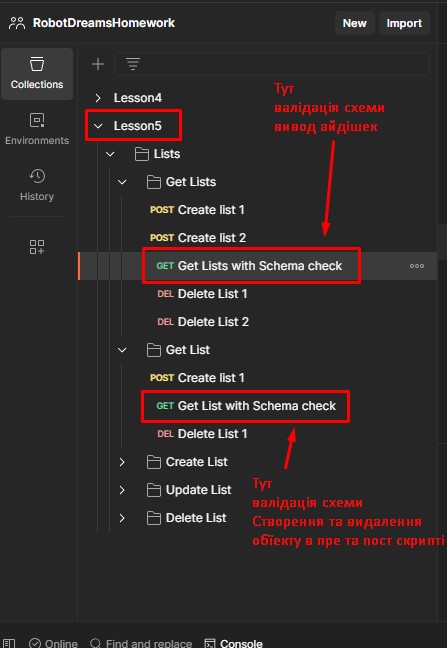 RobotDreamsHomework
New
Import
Collections
Environments
History
Lesson4
Lesson5
Lists
Get Lists
POST Create list 1
POST Create list 2
GET Get Lists with Schema check
DEL Delete List 1
DEL Delete List 2
Get List
POST Create list 1
GET Get List with Schema check
DEL Delete List 1
Create List
Update List
Delete List
Тут
валідація схеми
вивод айдішек
Тут
валідація схеми
Створення та видалення
обїекту в пре та пост скрипті
Online
Find and replace
Console